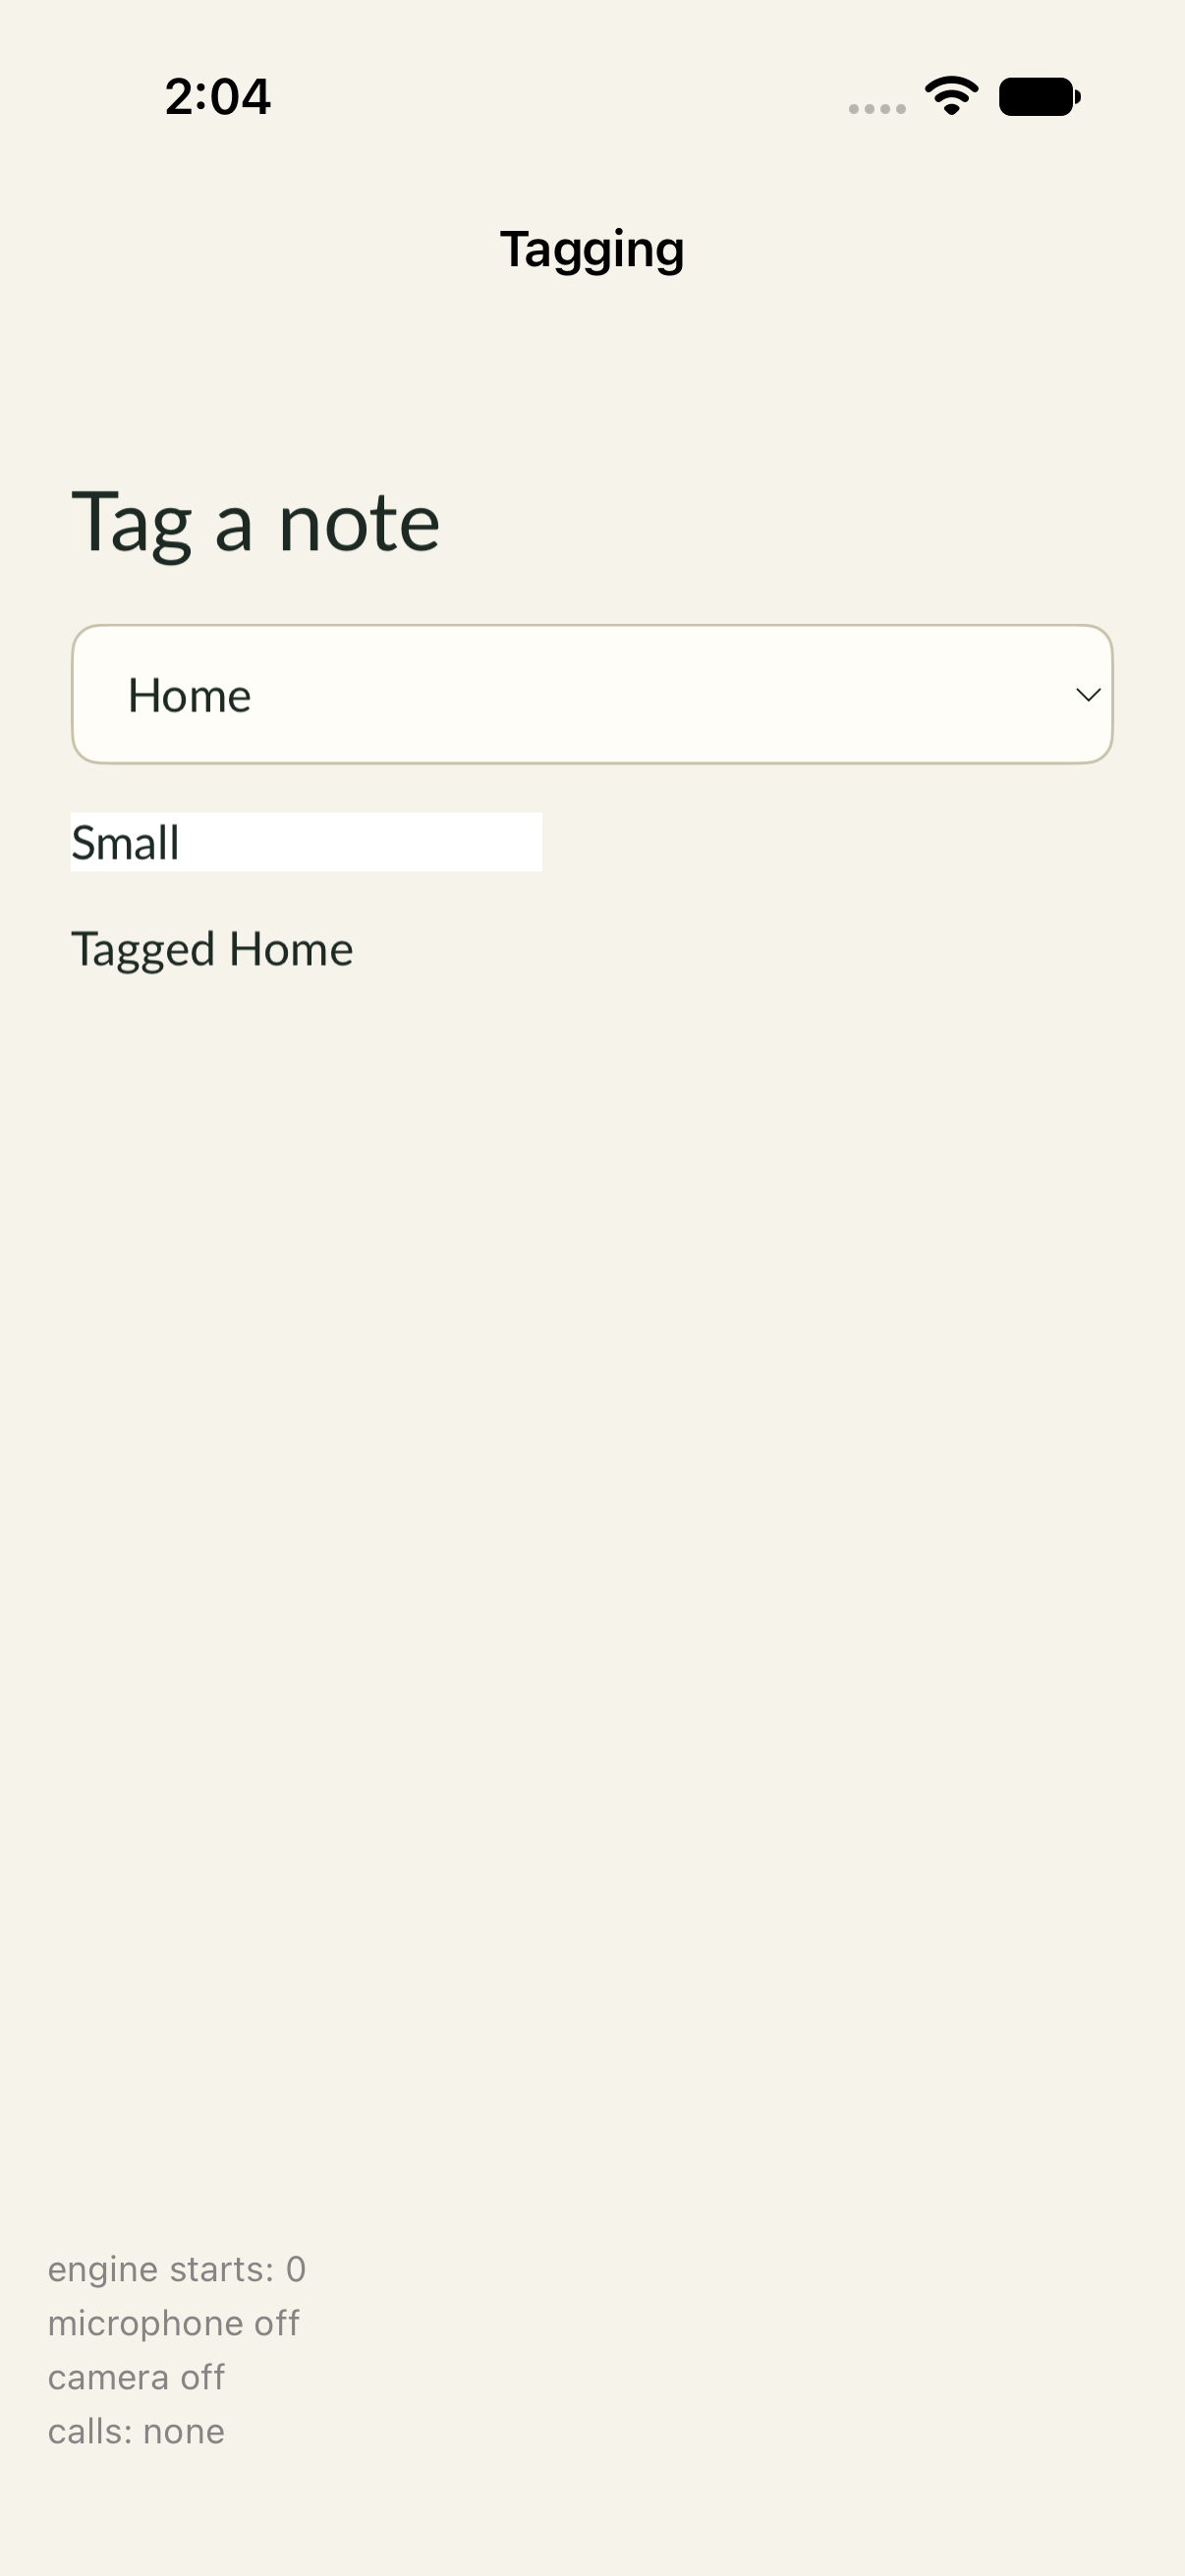 2:04
Tagging
Tag a note
Home
Small
Tagged Home
engine starts: 0
microphone off
camera off
calls: none